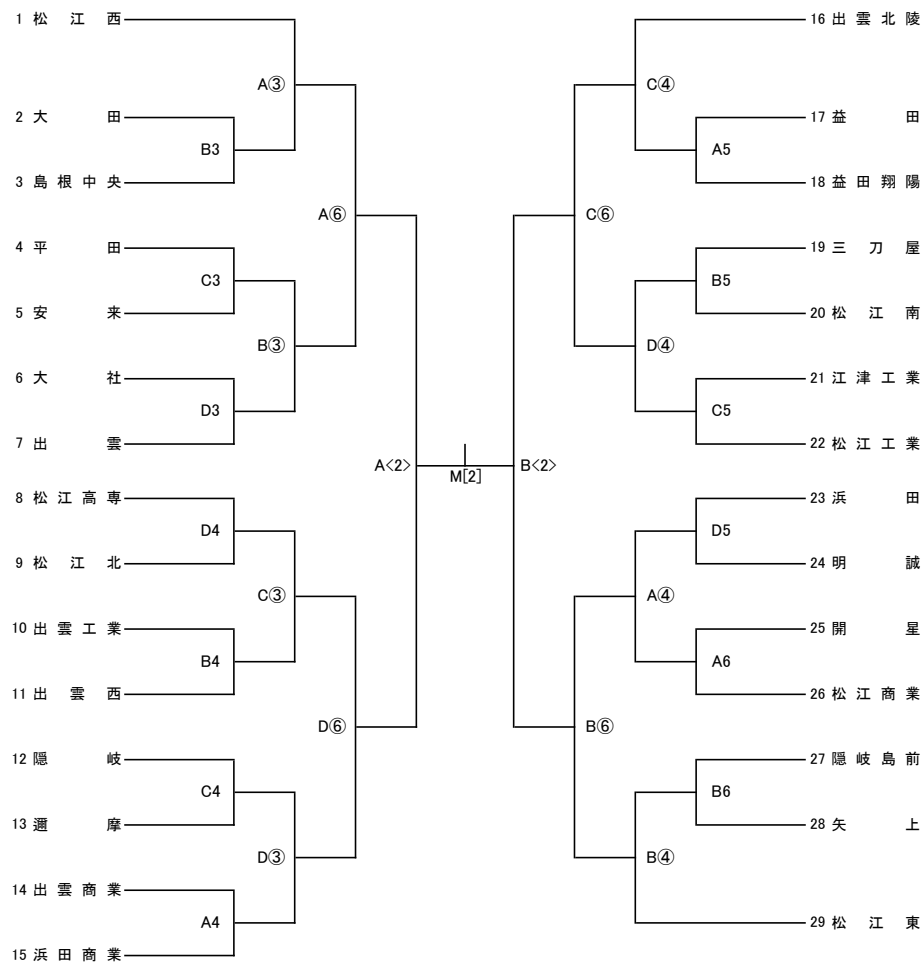 1 松江西
A③
2 大田
B3
3 島根中央
A⑥
4 平田
C3
5 安来
B③
6 大社
D3
7 出雲
A<2>
8 松江高専
D4
9 松江北
C③
10 出雲工業
B4
11 出雲西
D⑥
12 隠岐
C4
13 邇摩
D③
14 出雲商業
A4
15 浜田商業
M[2]
16 出雲北陵
C④
17 益田
A5
18 益田翔陽
C⑥
19 三刀屋
B5
20 松江南
D④
21 江津工業
C5
22 松江工業
B<2>
23 浜田
D5
24 明誠
A④
25 開星
A6
26 松江商業
B⑥
27 隠岐島前
B6
28 矢上
B④
29 松江東